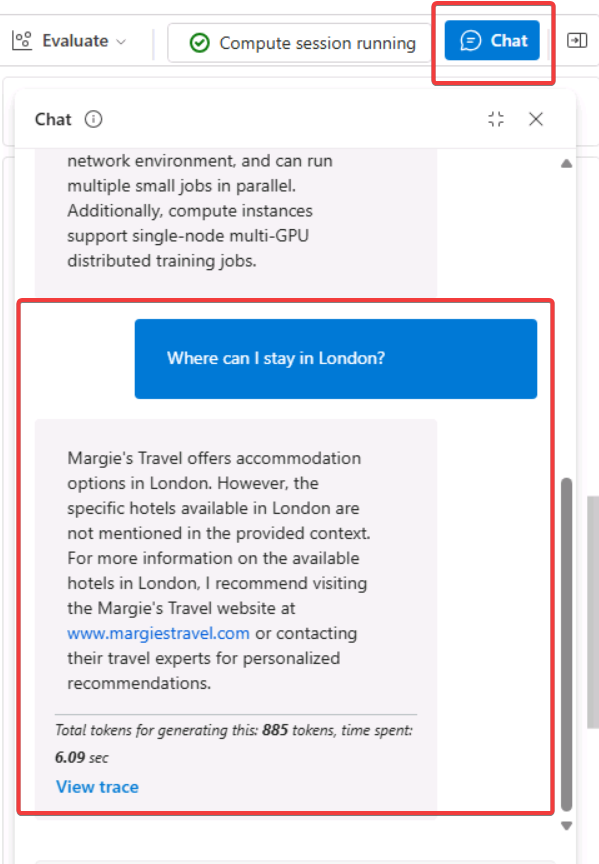 Evaluate
Compute session running
Chat
Chat
network environment, and can run
multiple small jobs in parallel.
Additionally, compute instances
support single-node multi-GPU
distributed training jobs.
Where can I stay in London?
Margie's Travel offers accommodation
options in London. However, the
specific hotels available in London are
not mentioned in the provided context.
For more information on the available
hotels in London, I recommend visiting
the Margie's Travel website at
www.margiestravel.com or contacting
their travel experts for personalized
recommendations.
Total tokens for generating this: 885 tokens, time spent:
6.09 sec
View trace